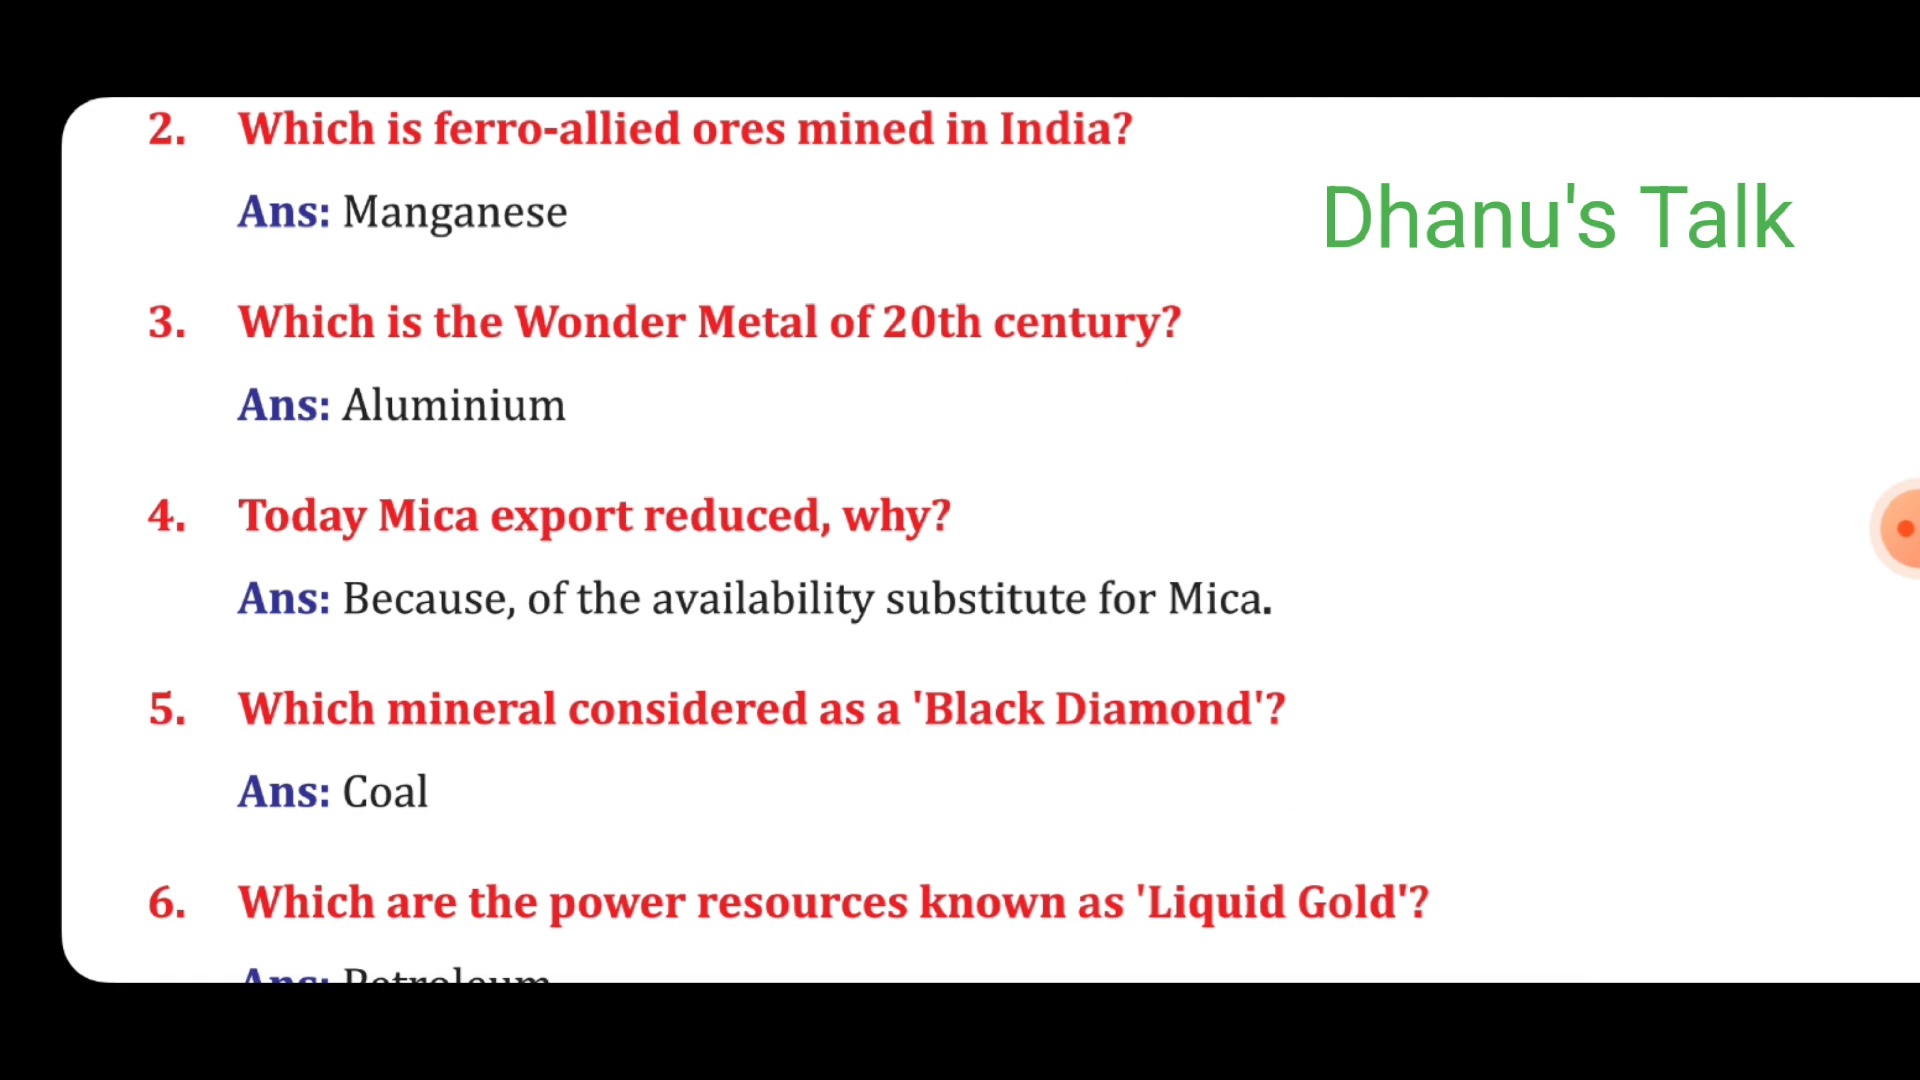 2. Which is ferro-allied ores mined in India?
Ans: Manganese
Dhanu's Talk
3. Which is the Wonder Metal of 20th century?
Ans: Aluminium
4. Today Mica export reduced, why?
Ans: Because, of the availability substitute for Mica.
5. Which mineral considered as a 'Black Diamond'?
Ans: Coal
6. Which are the power resources known as 'Liquid Gold'?
Ans: Petroleum